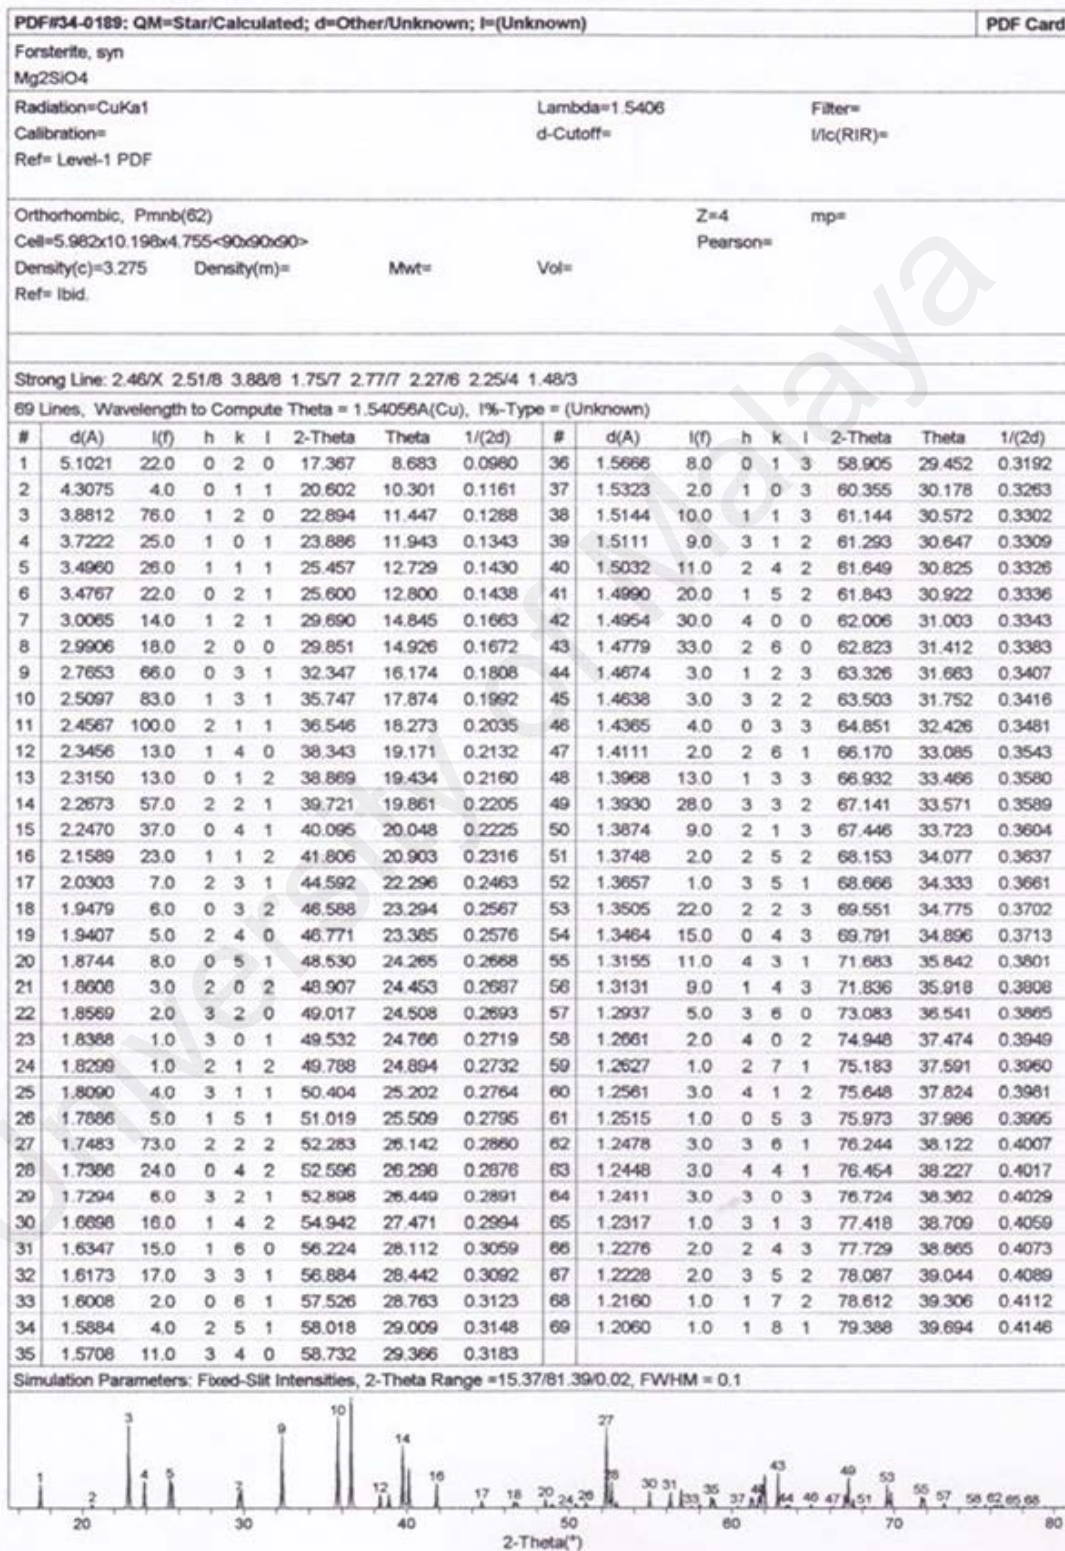 PDF#34-0189: QM=Star/Calculated; d=Other/Unknown; I=(Unknown) PDF Card
Forsterite, syn
Mg2SiO4
Radiation=CuKa1 Lambda=1.5406 Filter=
Calibration= d-Cutoff= I/Ic(RIR)=
Ref= Level-1 PDF
Orthorhombic, Pmnb(62) Z=4 mp=
Cell=5.982x10.198x4.755<90x90x90> Pearson=
Density(c)=3.275 Density(m)= Mwt= Vol=
Ref= Ibid.
Strong Line: 2.46/X 2.51/8 3.88/8 1.75/7 2.77/7 2.27/6 2.25/4 1.48/3
69 Lines, Wavelength to Compute Theta = 1.54056A(Cu), I%-Type = (Unknown)
# d(A) I(f) h k l 2-Theta Theta 1/(2d) # d(A) I(f) h k l 2-Theta Theta 1/(2d)
1 5.1021 22.0 0 2 0 17.367 8.683 0.0980 36 1.5666 8.0 0 1 3 58.905 29.452 0.3192
2 4.3075 4.0 0 1 1 20.602 10.301 0.1161 37 1.5323 2.0 1 0 3 60.355 30.178 0.3263
3 3.8812 76.0 1 2 0 22.894 11.447 0.1288 38 1.5144 10.0 1 1 3 61.144 30.572 0.3302
4 3.7222 25.0 1 0 1 23.886 11.943 0.1343 39 1.5111 9.0 3 1 2 61.293 30.647 0.3309
5 3.4960 26.0 1 1 1 25.457 12.729 0.1430 40 1.5032 11.0 2 4 2 61.649 30.825 0.3326
6 3.4767 22.0 0 2 1 25.600 12.800 0.1438 41 1.4990 20.0 1 5 2 61.843 30.922 0.3336
7 3.0065 14.0 1 2 1 29.690 14.845 0.1663 42 1.4954 30.0 4 0 0 62.006 31.003 0.3343
8 2.9906 18.0 2 0 0 29.851 14.926 0.1672 43 1.4779 33.0 2 6 0 62.823 31.412 0.3383
9 2.7653 66.0 0 3 1 32.347 16.174 0.1808 44 1.4674 3.0 1 2 3 63.326 31.663 0.3407
10 2.5097 83.0 1 3 1 35.747 17.874 0.1992 45 1.4638 3.0 3 2 2 63.503 31.752 0.3416
11 2.4567 100.0 2 1 1 36.546 18.273 0.2035 46 1.4365 4.0 0 3 3 64.851 32.426 0.3481
12 2.3456 13.0 1 4 0 38.343 19.171 0.2132 47 1.4111 2.0 2 6 1 66.170 33.085 0.3543
13 2.3150 13.0 0 1 2 38.869 19.434 0.2160 48 1.3968 13.0 1 3 3 66.932 33.466 0.3580
14 2.2673 57.0 2 2 1 39.721 19.861 0.2205 49 1.3930 28.0 3 3 2 67.141 33.571 0.3589
15 2.2470 37.0 0 4 1 40.095 20.048 0.2225 50 1.3874 9.0 2 1 3 67.446 33.723 0.3604
16 2.1589 23.0 1 1 2 41.806 20.903 0.2316 51 1.3748 2.0 2 5 2 68.153 34.077 0.3637
17 2.0303 7.0 2 3 1 44.592 22.296 0.2463 52 1.3657 1.0 3 5 1 68.666 34.333 0.3661
18 1.9479 6.0 0 3 2 46.588 23.294 0.2567 53 1.3505 22.0 2 2 3 69.551 34.775 0.3702
19 1.9407 5.0 2 4 0 46.771 23.385 0.2576 54 1.3464 15.0 0 4 3 69.791 34.896 0.3713
20 1.8744 8.0 0 5 1 48.530 24.265 0.2668 55 1.3155 11.0 4 3 1 71.683 35.842 0.3801
21 1.8608 3.0 2 0 2 48.907 24.453 0.2687 56 1.3131 9.0 1 4 3 71.836 35.918 0.3808
22 1.8569 2.0 3 2 0 49.017 24.508 0.2693 57 1.2937 5.0 3 6 0 73.083 36.541 0.3865
23 1.8388 1.0 3 0 1 49.532 24.766 0.2719 58 1.2661 2.0 4 0 2 74.948 37.474 0.3949
24 1.8299 1.0 2 1 2 49.788 24.894 0.2732 59 1.2627 1.0 2 7 1 75.183 37.591 0.3960
25 1.8090 4.0 3 1 1 50.404 25.202 0.2764 60 1.2561 3.0 4 1 2 75.648 37.824 0.3981
26 1.7886 5.0 1 5 1 51.019 25.509 0.2795 61 1.2515 1.0 0 5 3 75.973 37.986 0.3995
27 1.7483 73.0 2 2 2 52.283 26.142 0.2860 62 1.2478 3.0 3 6 1 76.244 38.122 0.4007
28 1.7386 24.0 0 4 2 52.596 26.298 0.2876 63 1.2448 3.0 4 4 1 76.454 38.227 0.4017
29 1.7294 6.0 3 2 1 52.898 26.449 0.2891 64 1.2411 3.0 3 0 3 76.724 38.362 0.4029
30 1.6698 16.0 1 4 2 54.942 27.471 0.2994 65 1.2317 1.0 3 1 3 77.418 38.709 0.4059
31 1.6347 15.0 1 6 0 56.224 28.112 0.3059 66 1.2276 2.0 2 4 3 77.729 38.865 0.4073
32 1.6173 17.0 3 3 1 56.884 28.442 0.3092 67 1.2228 2.0 3 5 2 78.087 39.044 0.4089
33 1.6008 2.0 0 6 1 57.526 28.763 0.3123 68 1.2160 1.0 1 7 2 78.612 39.306 0.4112
34 1.5884 4.0 2 5 1 58.018 29.009 0.3148 69 1.2060 1.0 1 8 1 79.388 39.694 0.4146
35 1.5708 11.0 3 4 0 58.732 29.366 0.3183
Simulation Parameters: Fixed-Slit Intensities, 2-Theta Range =15.37/81.39/0.02, FWHM = 0.1
1 2 3 4 5 7 9 10 12 14 16 17 18 20 24 26 27 28 30 31 33 35 37 43 44 46 47 49 51 53 55 57 58 62 65 68
20 30 40 50 60 70 80
2-Theta(°)
University of Malaya